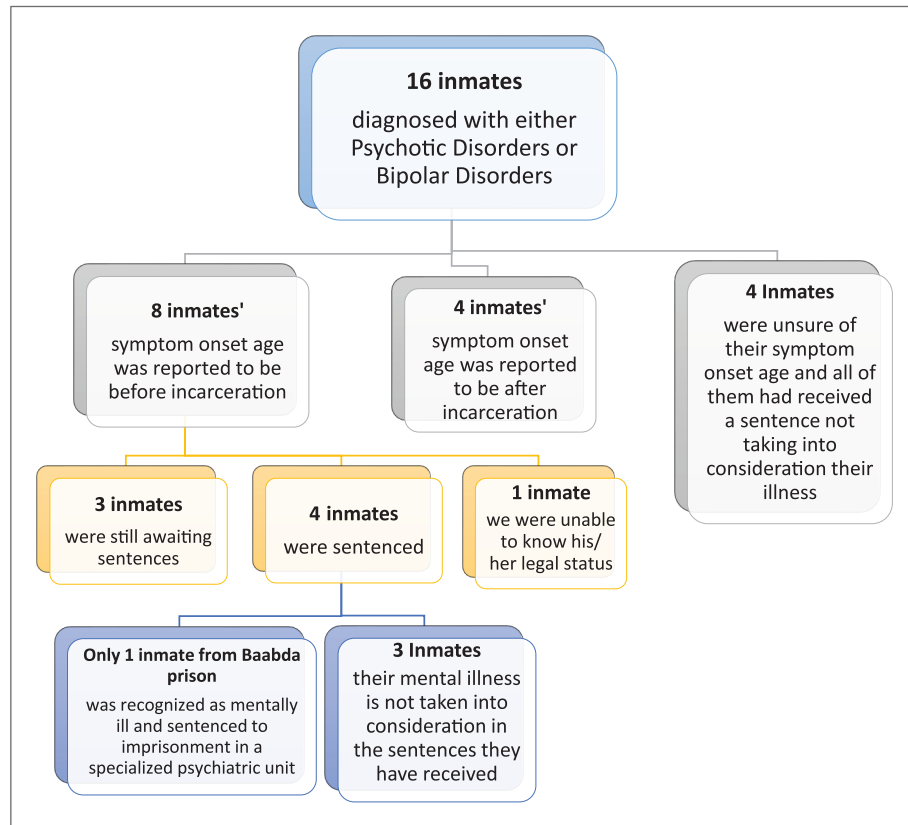 16 inmates
diagnosed with either
Psychotic Disorders or
Bipolar Disorders
8 inmates'
symptom onset age
was reported to be
before incarceration
4 inmates'
symptom onset
age was reported
to be after
incarceration
4 Inmates
were unsure of
their symptom
onset age and all of
them had received
a sentence not
taking into
consideration their
illness
3 inmates
were still awaiting
sentences
4 inmates
were sentenced
1 inmate
we were unable
to know his/
her legal status
Only 1 inmate from Baabda
prison
was recognized as mentally
ill and sentenced to
imprisonment in a
specialized psychiatric unit
3 Inmates
their mental illness
is not taken into
consideration in
the sentences they
have received